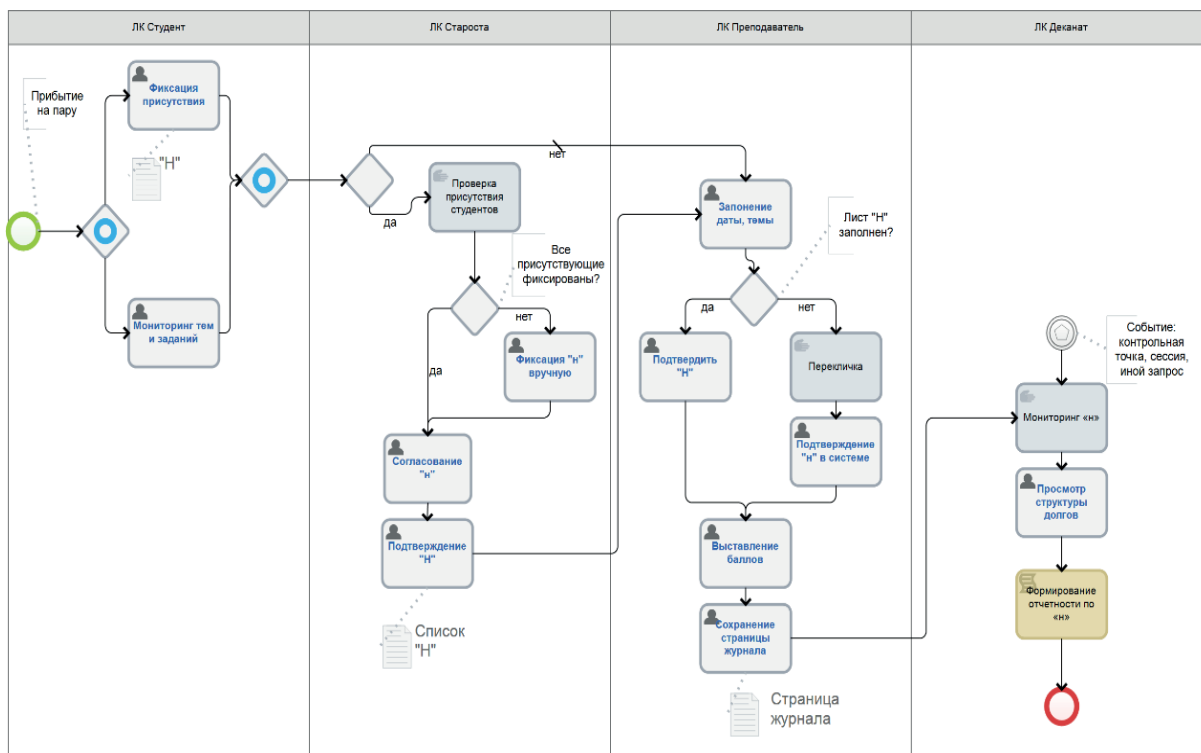 ЛК Студент
ЛК Староста
ЛК Преподаватель
ЛК Деканат
Прибытие
на пару
Фиксация
присутствия
"Н"
Мониторинг тем
и заданий
нет
да
Проверка
присутствия
студентов
Все
присутствующие
фиксированы?
да
нет
Фиксация "н"
вручную
Согласование
"н"
Подтверждение
"Н"
Список
"Н"
Запонение
даты, темы
Лист "Н"
заполнен?
да
нет
Подтвердить
"Н"
Перекличка
Подтверждение
"н" в системе
Выставление
баллов
Сохранение
страницы
журнала
Страница
журнала
Событие:
контрольная
точка, сессия,
иной запрос
Мониторинг «н»
Просмотр
структуры
долгов
Формирование
отчетности по
«н»